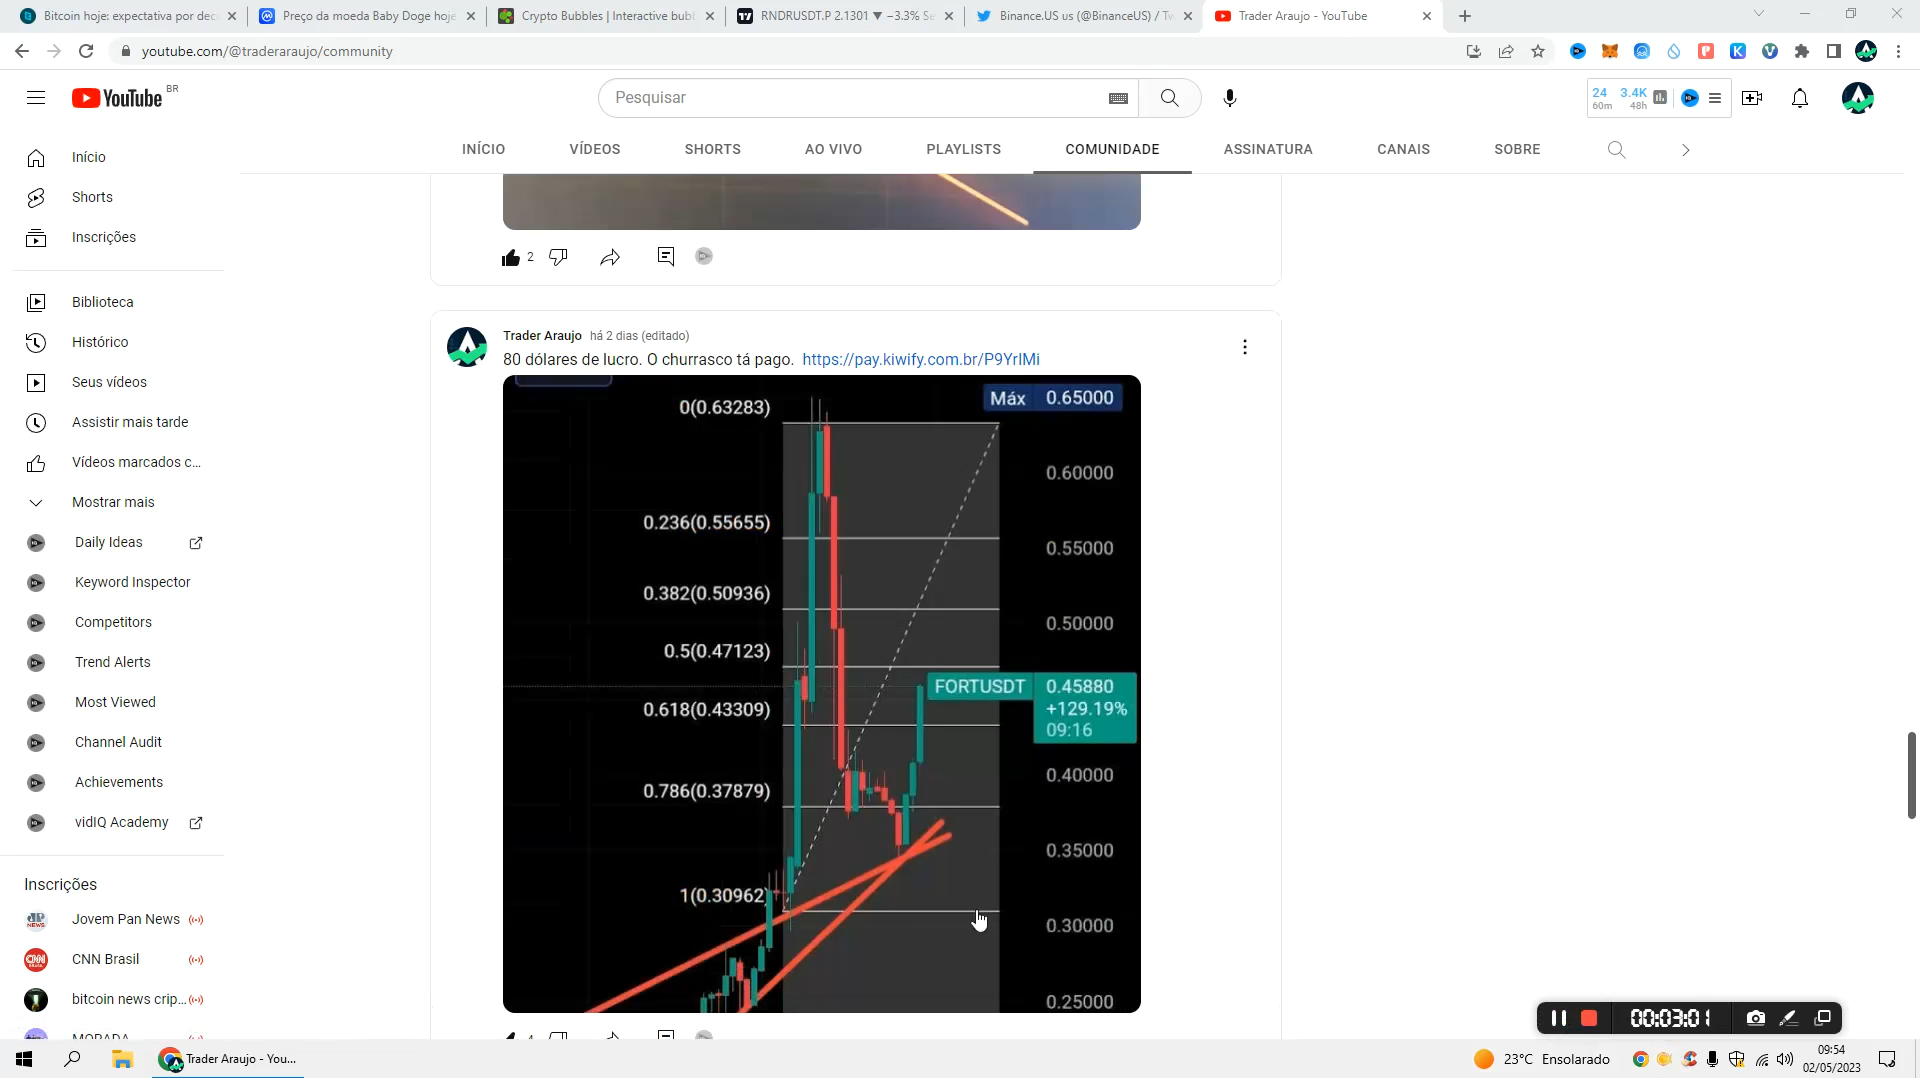 Bitcoin hoje: expectativa por dec
Preço da moeda Baby Doge hoje
Crypto Bubbles | Interactive bub
RNDRUSDT.P 2.1301 ▼ −3.3% Se
Binance.US us (@BinanceUS) / Tw
Trader Araujo - YouTube
youtube.com/@traderaraujo/community
YouTube BR
Pesquisar
24 3.4K
60m 48h
INÍCIO
VÍDEOS
SHORTS
AO VIVO
PLAYLISTS
COMUNIDADE
ASSINATURA
CANAIS
SOBRE
Início
Shorts
Inscrições
Biblioteca
Histórico
Seus vídeos
Assistir mais tarde
Vídeos marcados c...
Mostrar mais
Daily Ideas
Keyword Inspector
Competitors
Trend Alerts
Most Viewed
Channel Audit
Achievements
vidIQ Academy
Inscrições
Jovem Pan News
CNN Brasil
bitcoin news crip...
MORADA
2
Trader Araujo há 2 dias (editado)
80 dólares de lucro. O churrasco tá pago. https://pay.kiwify.com.br/P9YrIMi
0(0.63283)
0.236(0.55655)
0.382(0.50936)
0.5(0.47123)
0.618(0.43309)
0.786(0.37879)
1(0.30962)
Máx 0.65000
0.60000
0.55000
0.50000
FORTUSDT 0.45880
+129.19%
09:16
0.40000
0.35000
0.30000
0.25000
4
00:03:01
Trader Araujo - You...
23°C Ensolarado
09:54
02/05/2023